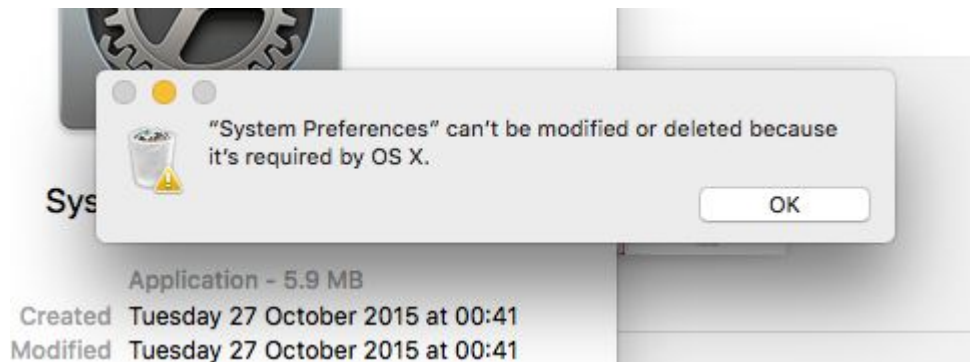 “System Preferences” can’t be modified or deleted because
it’s required by OS X.
OK
Sys
Application - 5.9 MB
Created Tuesday 27 October 2015 at 00:41
Modified Tuesday 27 October 2015 at 00:41